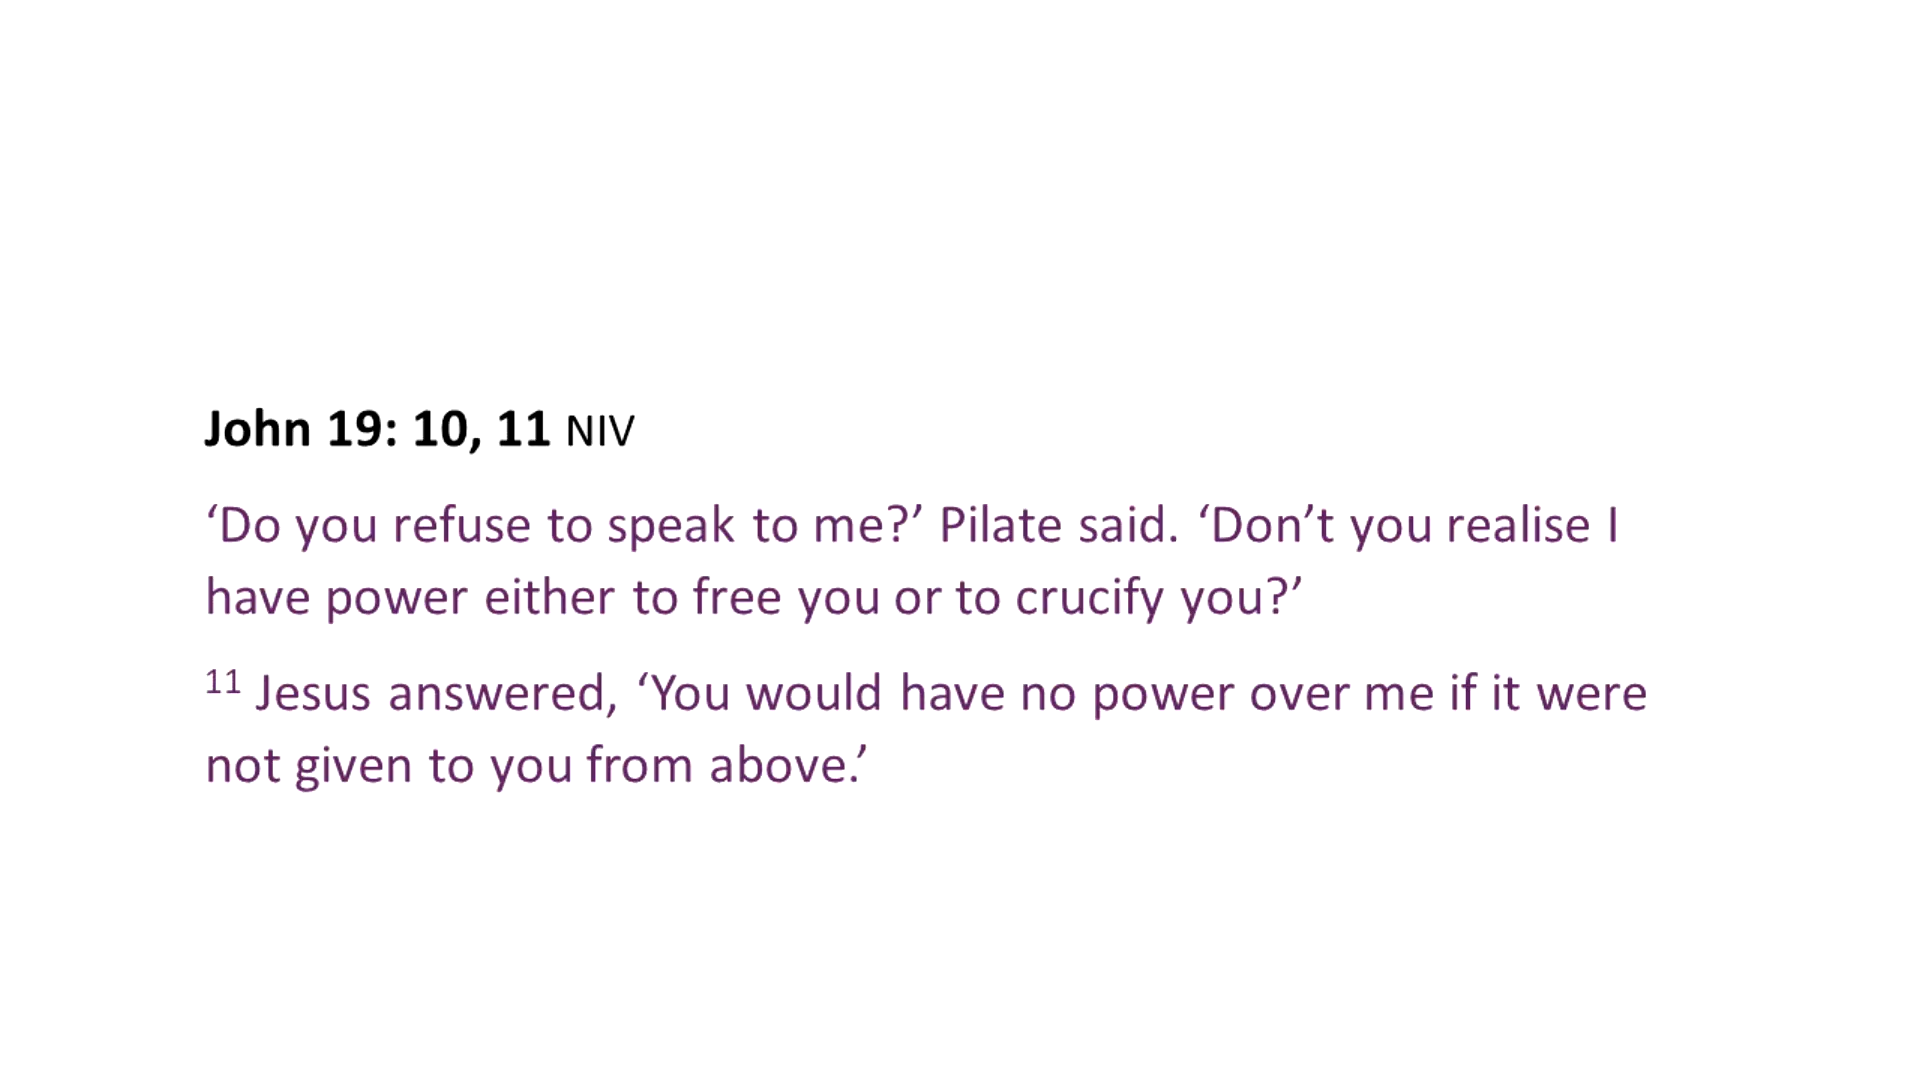 John 19: 10, 11 NIV
‘Do you refuse to speak to me?’ Pilate said. ‘Don’t you realise I
have power either to free you or to crucify you?’
11 Jesus answered, ‘You would have no power over me if it were
not given to you from above.’